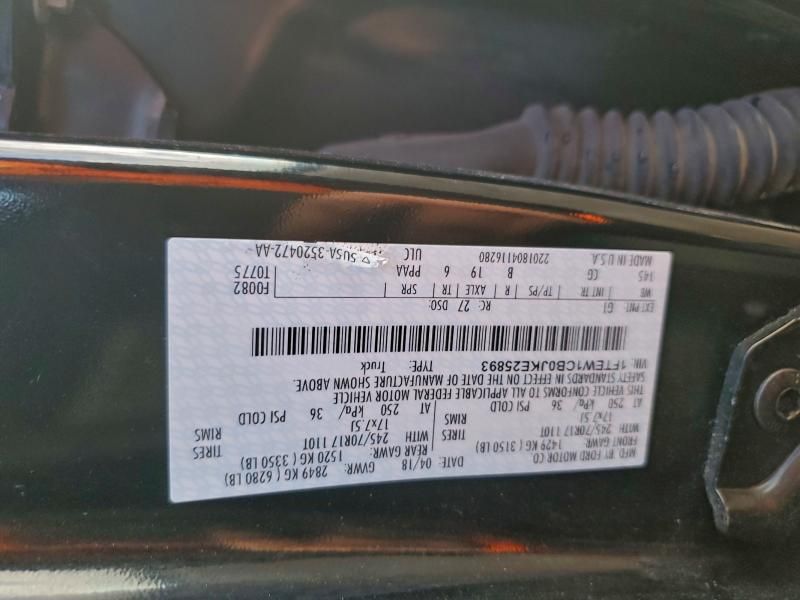 MFD. BY FORD MOTOR CO.
DATE: 04/18 GVWR: 2849 KG ( 6280 LB)
FRONT GAWR: REAR GAWR:
1429 KG ( 3150 LB) 1520 KG ( 3350 LB)
WITH TIRES WITH TIRES
245/70R17 110T 245/70R17 110T
17x7.5J RIMS 17x7.5J RIMS
AT 250 kPa/ 36 PSI COLD AT 250 kPa/ 36 PSI COLD
THIS VEHICLE CONFORMS TO ALL APPLICABLE FEDERAL MOTOR VEHICLE
SAFETY STANDARDS IN EFFECT ON THE DATE OF MANUFACTURE SHOWN ABOVE.
VIN: 1FTEW1CB0JKE25893 TYPE: Truck
EXT PNT: G1 RC: 27 DSO:
WB INT TR TP/PS R AXLE TR SPR F0082
145 CG B 19 6 PPAA T0775
MADE IN U.S.A. 2201804116280 ULC 5USA-3520472-AA